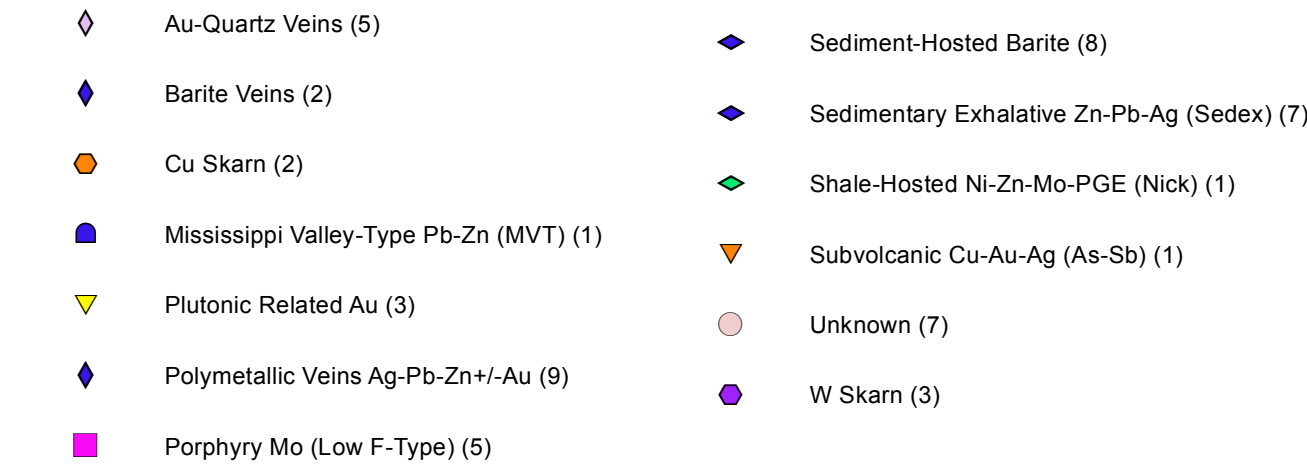 Au-Quartz Veins (5)
Barite Veins (2)
Cu Skarn (2)
Mississippi Valley-Type Pb-Zn (MVT) (1)
Plutonic Related Au (3)
Polymetallic Veins Ag-Pb-Zn+/-Au (9)
Porphyry Mo (Low F-Type) (5)
Sediment-Hosted Barite (8)
Sedimentary Exhalative Zn-Pb-Ag (Sedex) (7)
Shale-Hosted Ni-Zn-Mo-PGE (Nick) (1)
Subvolcanic Cu-Au-Ag (As-Sb) (1)
Unknown (7)
W Skarn (3)